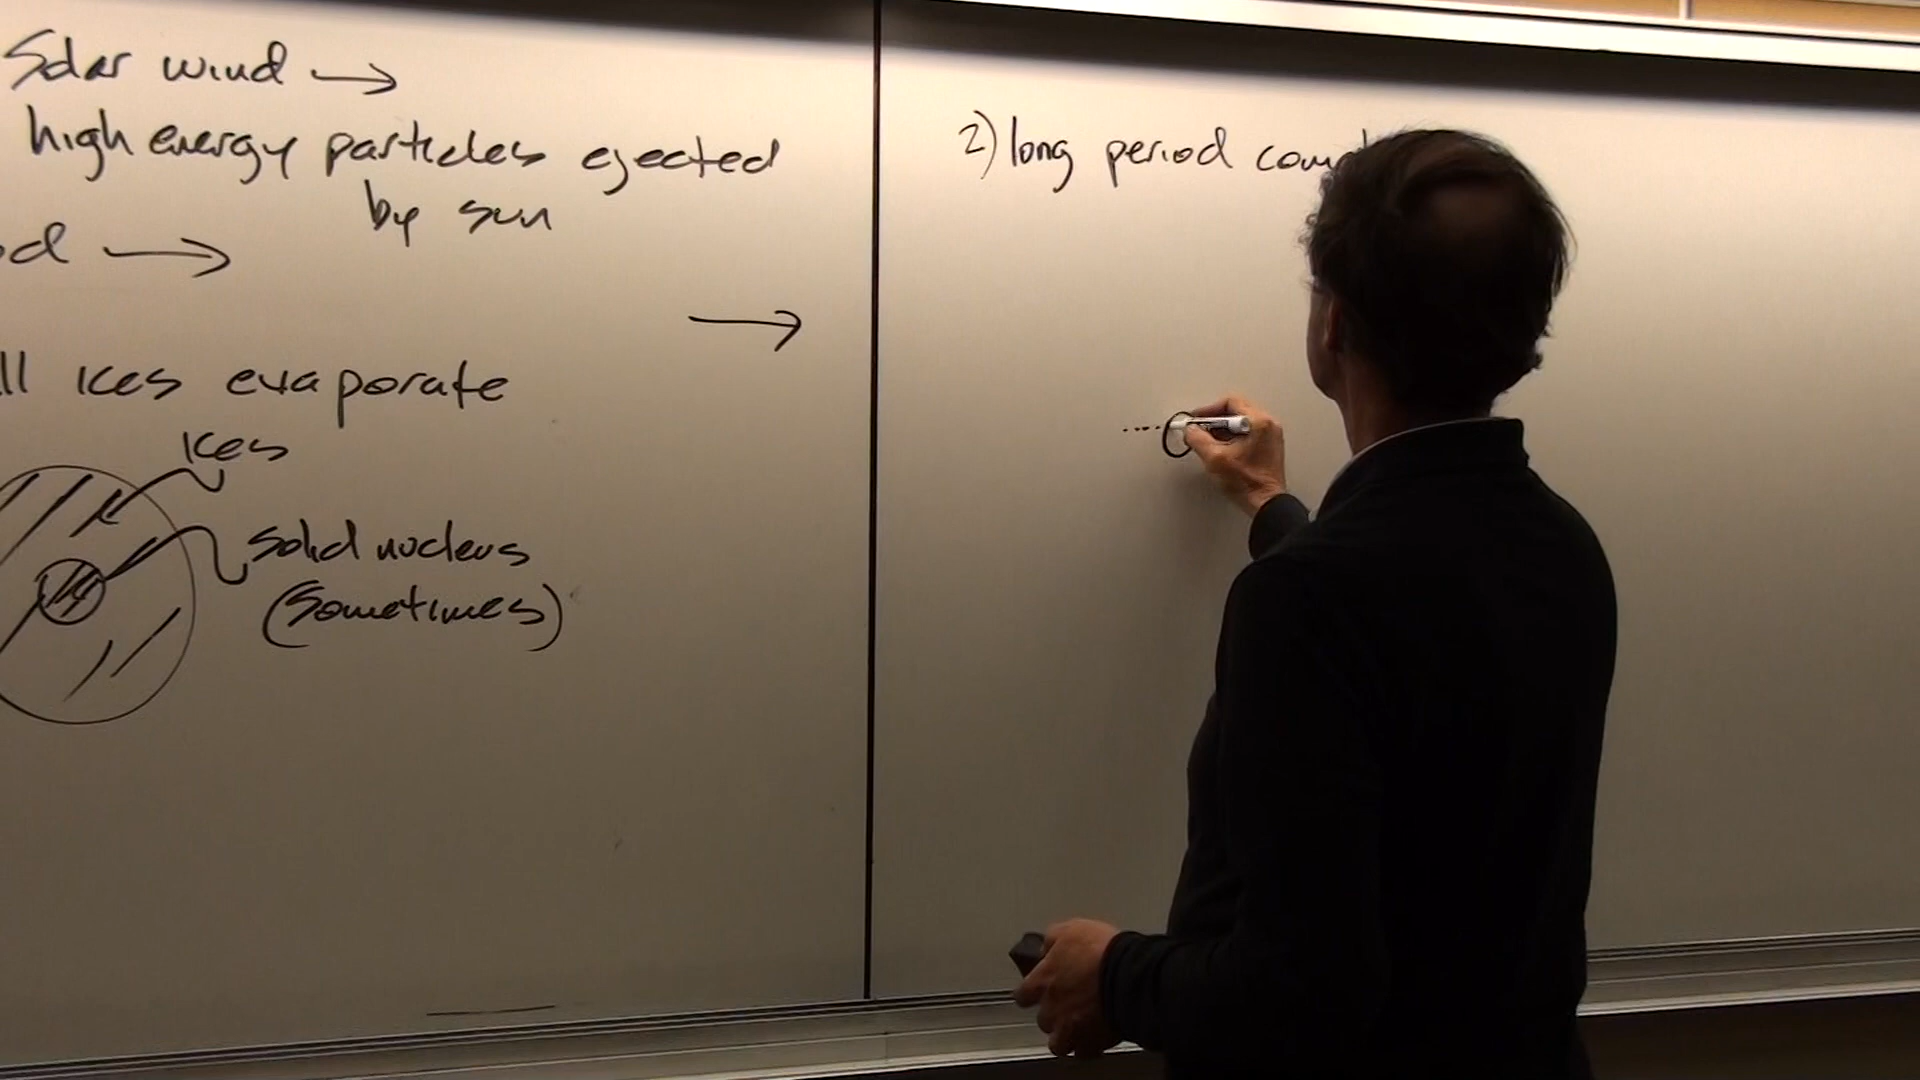 Solar wind →
high energy particles ejected
by sun
→
→
ices evaporate
ices
solid nucleus
(sometimes)
2) long period